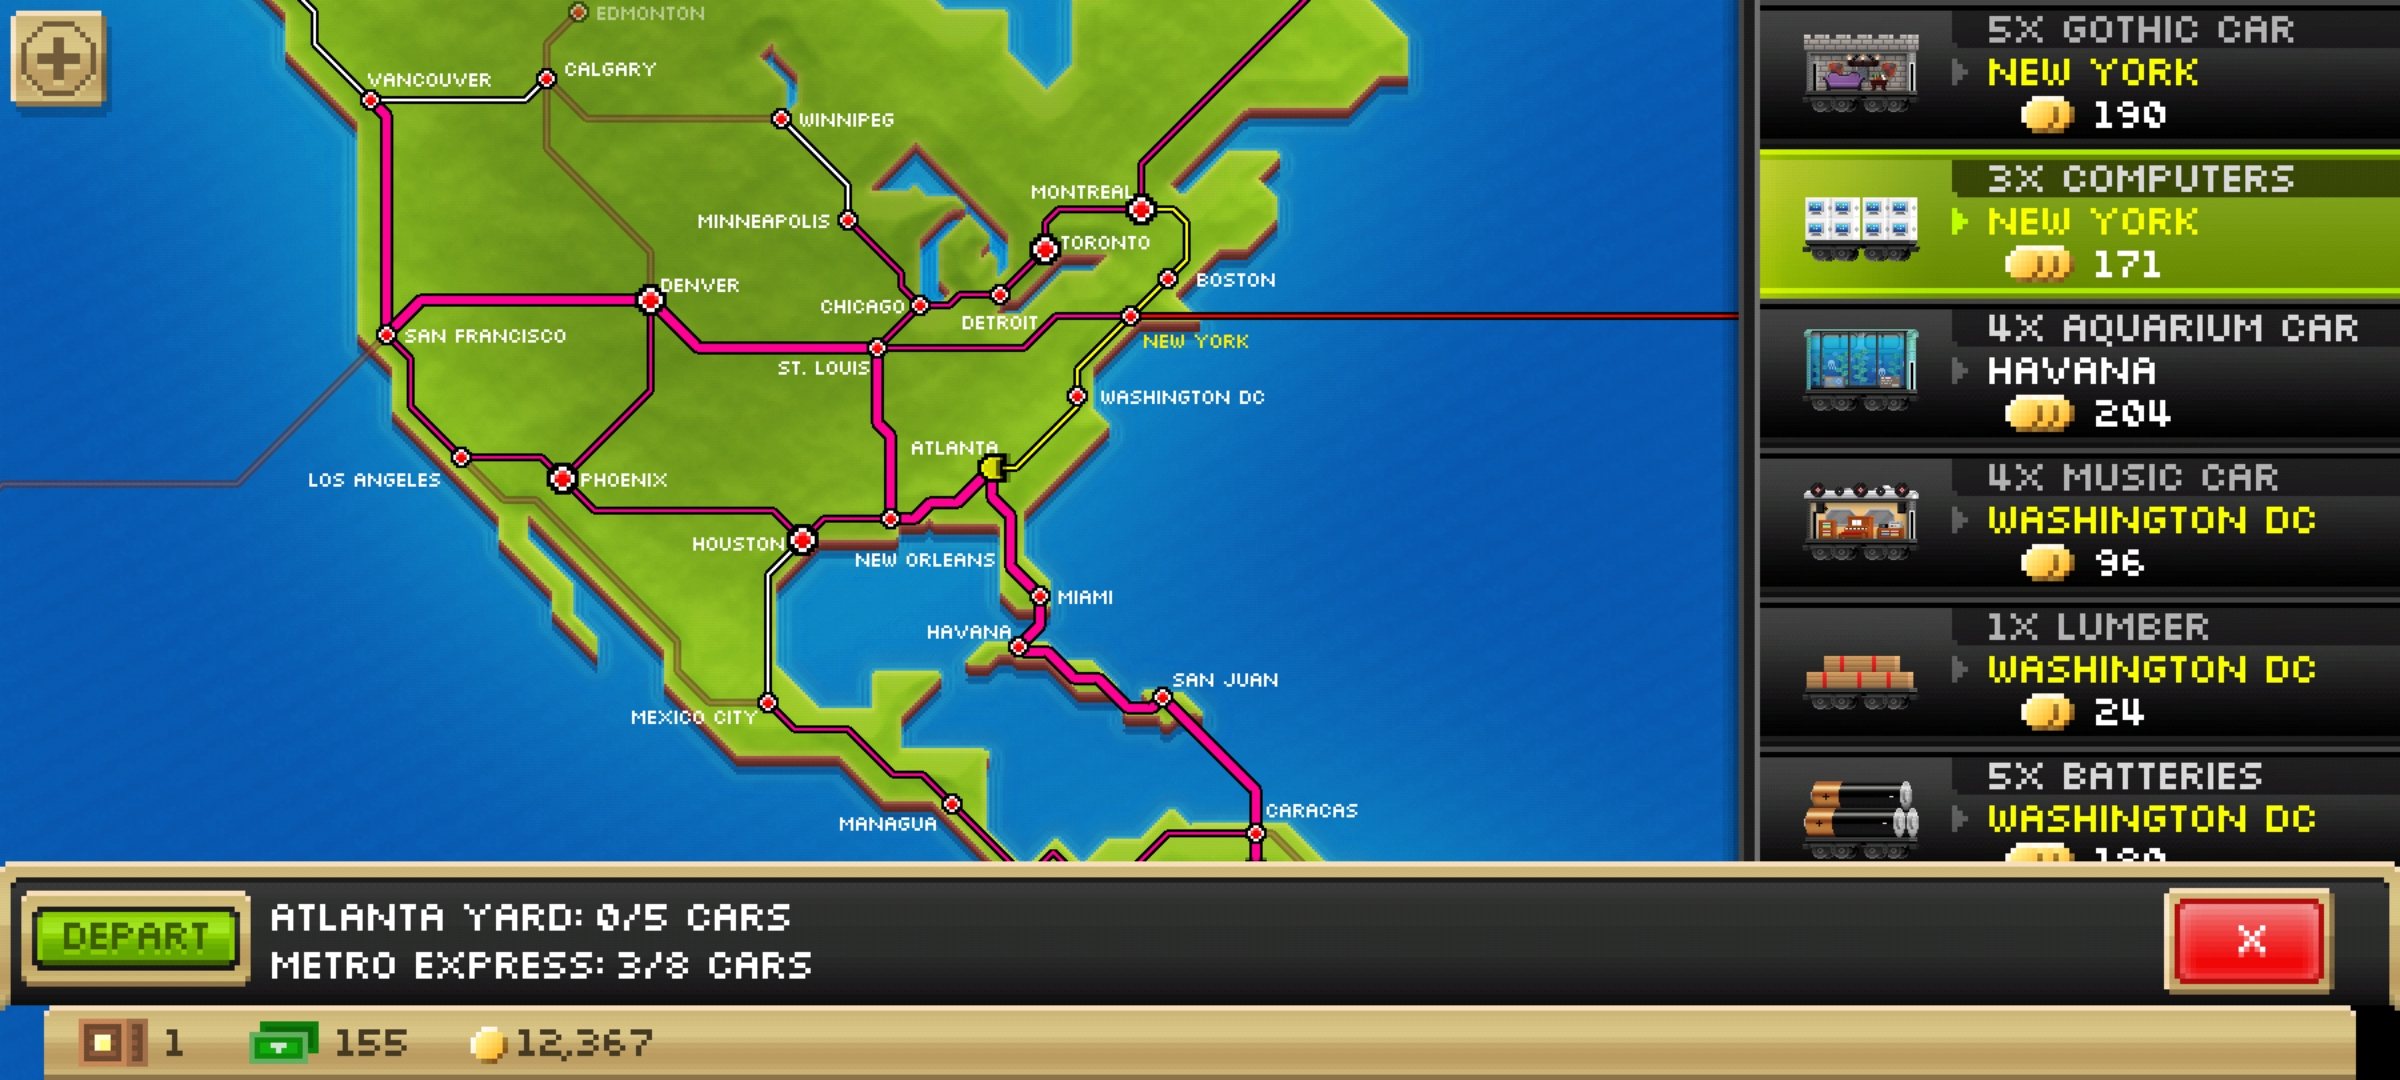 EDMONTON
CALGARY
VANCOUVER
WINNIPEG
MONTREAL
MINNEAPOLIS
TORONTO
BOSTON
DENVER
CHICAGO
DETROIT
SAN FRANCISCO
NEW YORK
ST. LOUIS
WASHINGTON DC
ATLANTA
LOS ANGELES
PHOENIX
HOUSTON
NEW ORLEANS
MIAMI
HAVANA
SAN JUAN
MEXICO CITY
CARACAS
MANAGUA
5X GOTHIC CAR
NEW YORK
190
3X COMPUTERS
NEW YORK
171
4X AQUARIUM CAR
HAVANA
204
4X MUSIC CAR
WASHINGTON DC
96
1X LUMBER
WASHINGTON DC
24
5X BATTERIES
WASHINGTON DC
DEPART
ATLANTA YARD: 0/5 CARS
METRO EXPRESS: 3/8 CARS
X
1
155
12,367